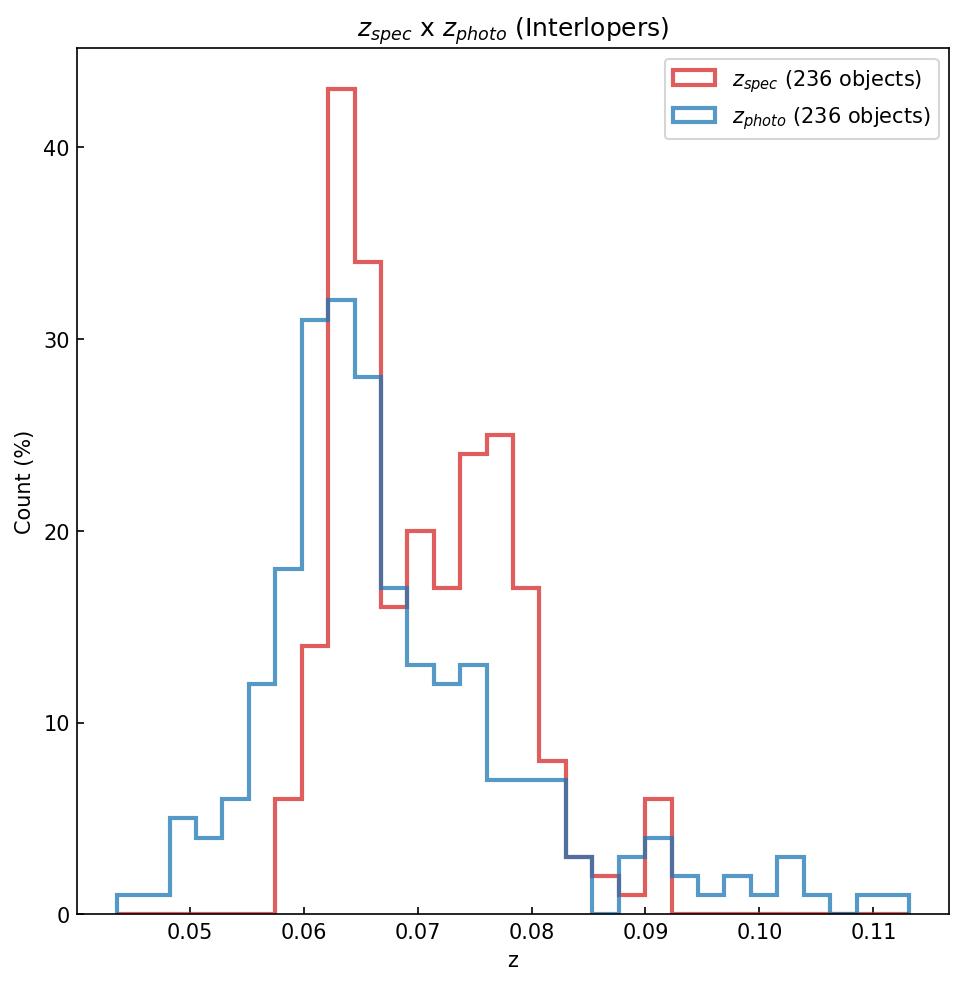 z_spec x z_photo (Interlopers)
z_spec (236 objects)
z_photo (236 objects)
Count (%)
40
30
20
10
0
0.05 0.06 0.07 0.08 0.09 0.10 0.11
z